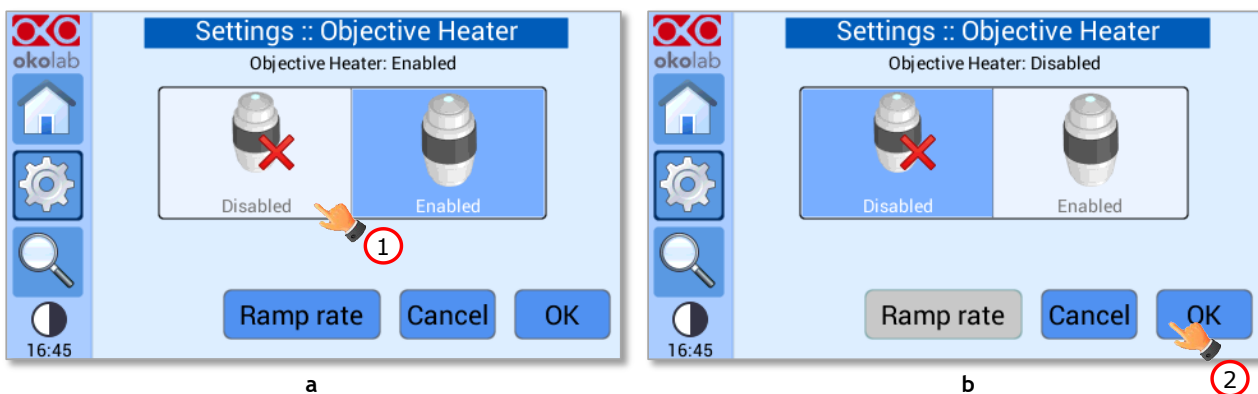 okolab
Settings :: Objective Heater
Objective Heater: Enabled
Disabled
Enabled
1
Ramp rate
Cancel
OK
16:45
a
okolab
Settings :: Objective Heater
Objective Heater: Disabled
Disabled
Enabled
Ramp rate
Cancel
OK
16:45
2
b